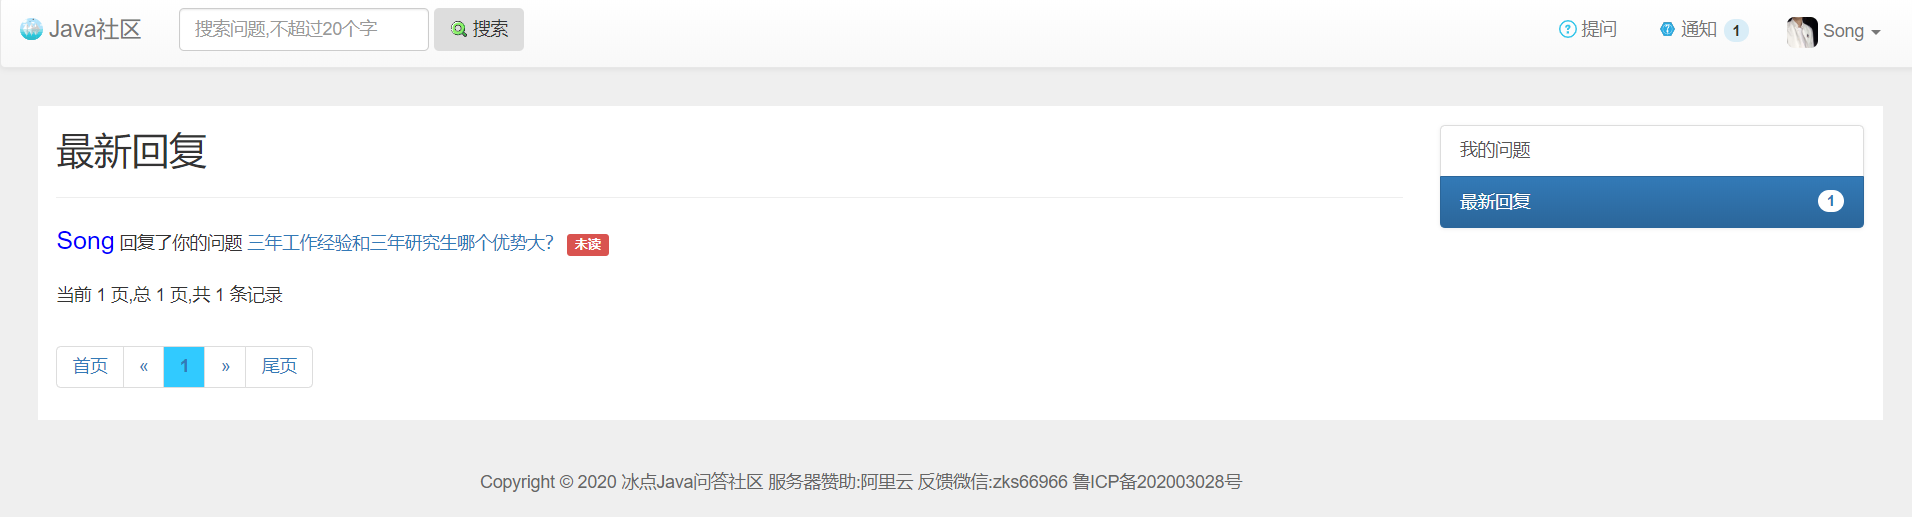 Java社区 搜索问题,不超过20个字 搜索 提问 通知 1 Song
最新回复
我的问题
最新回复 1
Song 回复了你的问题 三年工作经验和三年研究生哪个优势大? 未读
当前 1 页,总 1 页,共 1 条记录
首页 « 1 » 尾页
Copyright © 2020 冰点Java问答社区 服务器赞助:阿里云 反馈微信:zks66966 鲁ICP备202003028号